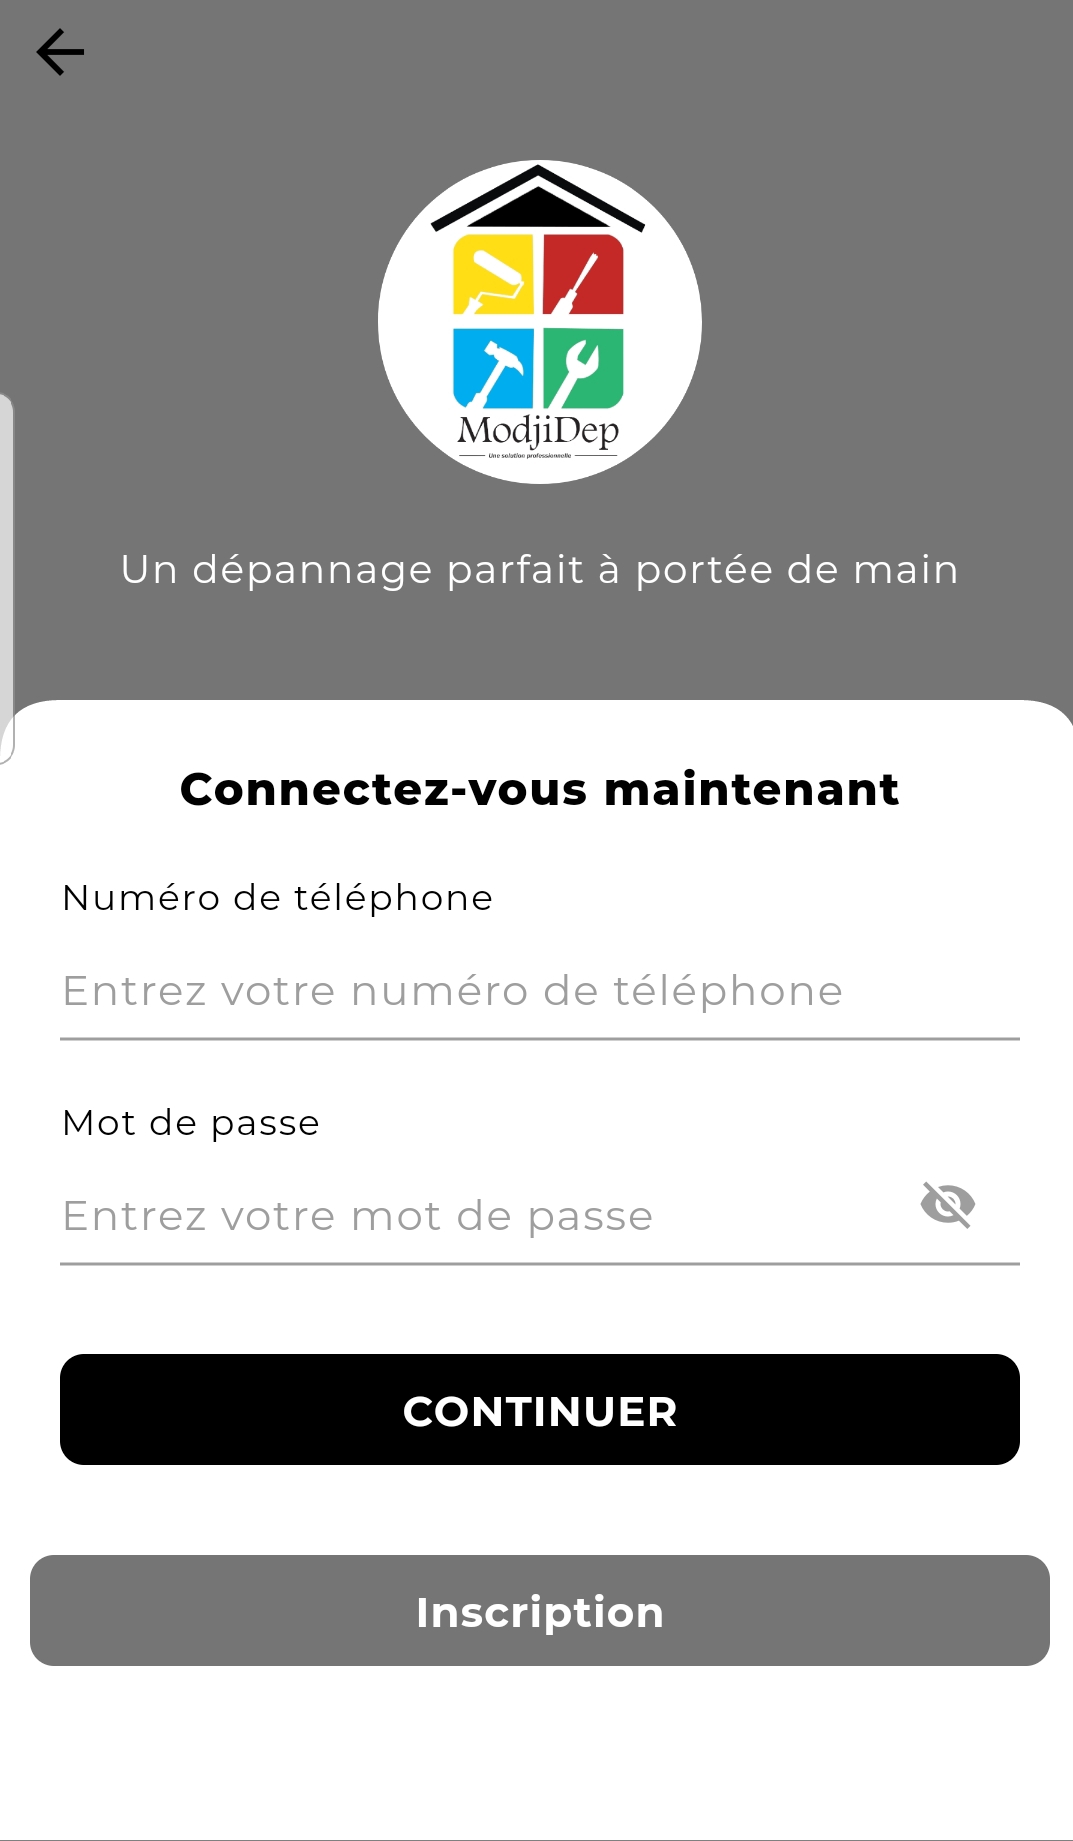 ModjiDep
Une solution professionnelle
Un dépannage parfait à portée de main
Connectez-vous maintenant
Numéro de téléphone
Entrez votre numéro de téléphone
Mot de passe
Entrez votre mot de passe
CONTINUER
Inscription